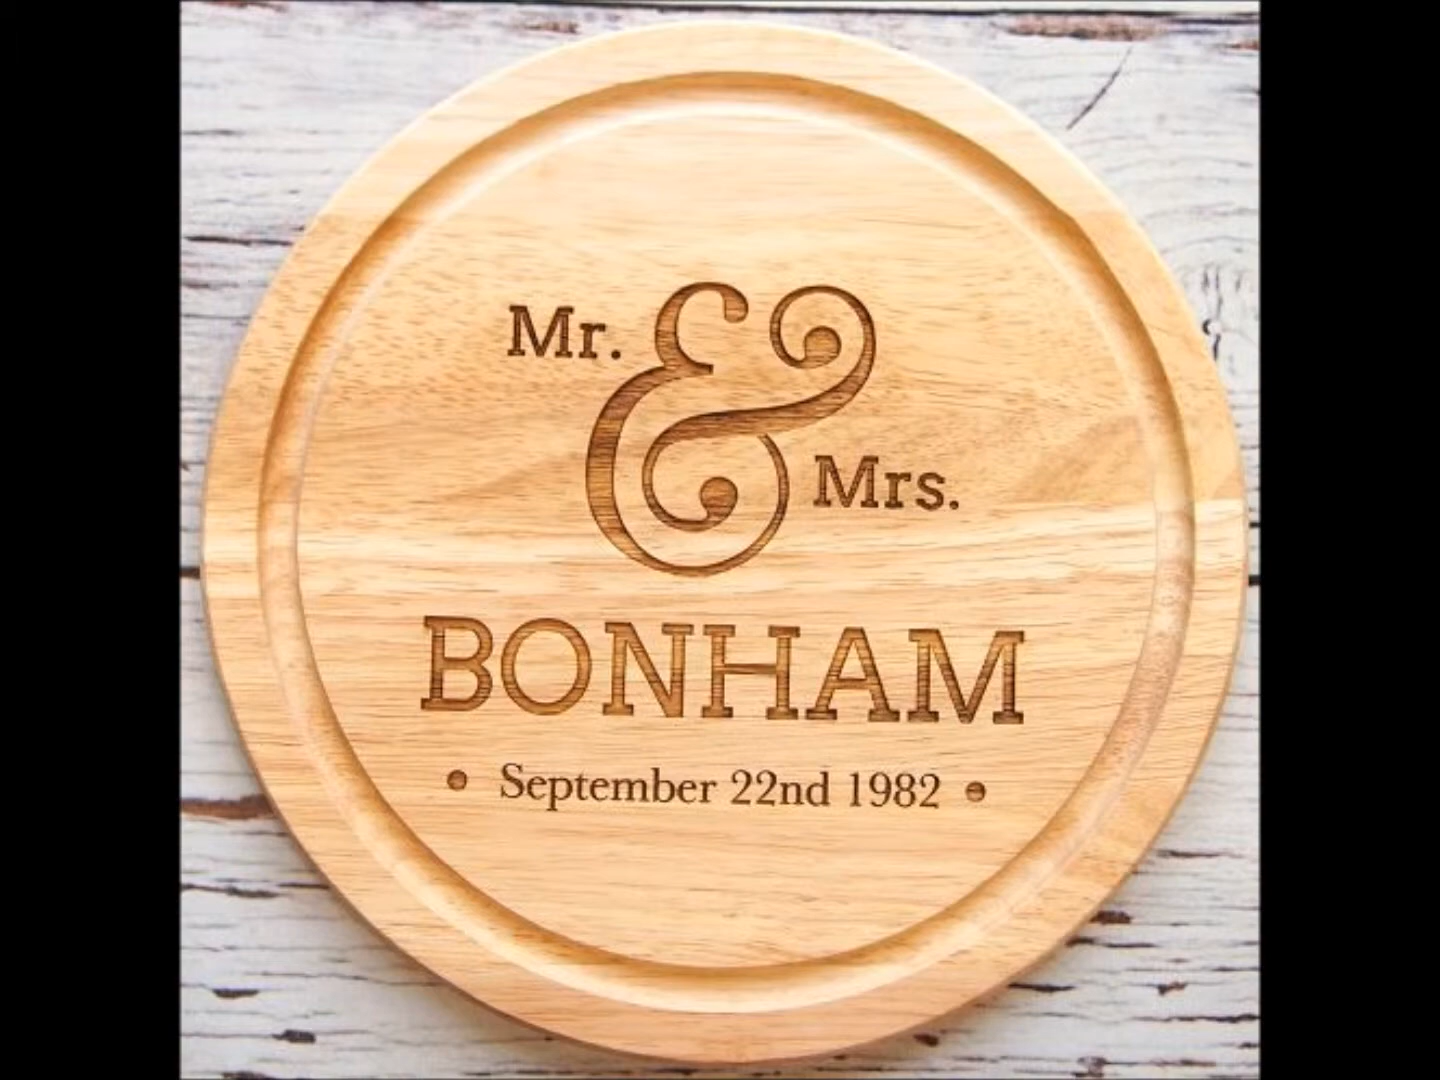 Mr. &
Mrs.
BONHAM
• September 22nd 1982 •